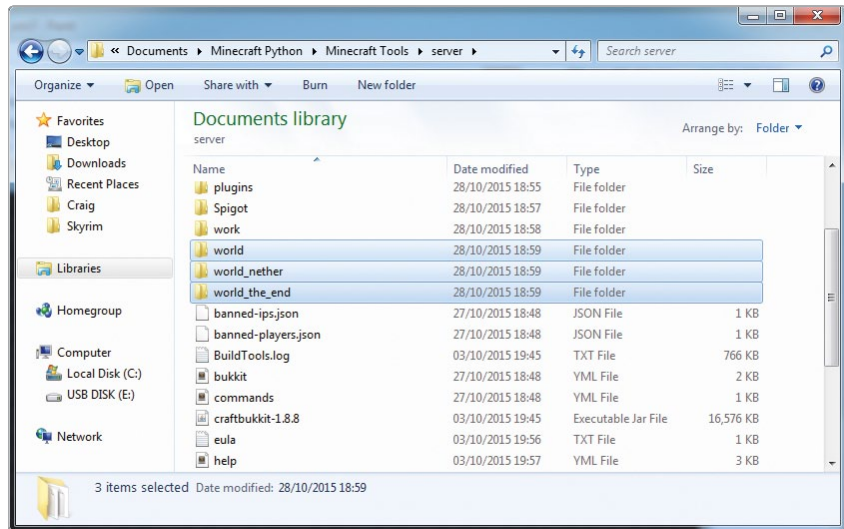 « Documents ▸ Minecraft Python ▸ Minecraft Tools ▸ server ▸ Search server
Organize Open Share with Burn New folder
Favorites
Desktop
Downloads
Recent Places
Craig
Skyrim
Libraries
Homegroup
Computer
Local Disk (C:)
USB DISK (E:)
Network
Documents library
server
Arrange by: Folder
Name Date modified Type Size
plugins 28/10/2015 18:55 File folder
Spigot 28/10/2015 18:57 File folder
work 28/10/2015 18:58 File folder
world 28/10/2015 18:59 File folder
world_nether 28/10/2015 18:59 File folder
world_the_end 28/10/2015 18:59 File folder
banned-ips.json 27/10/2015 18:48 JSON File 1 KB
banned-players.json 27/10/2015 18:48 JSON File 1 KB
BuildTools.log 03/10/2015 19:45 TXT File 766 KB
bukkit 27/10/2015 18:48 YML File 2 KB
commands 27/10/2015 18:48 YML File 1 KB
craftbukkit-1.8.8 03/10/2015 19:45 Executable Jar File 16,576 KB
eula 03/10/2015 19:56 TXT File 1 KB
help 03/10/2015 19:57 YML File 3 KB
3 items selected Date modified: 28/10/2015 18:59